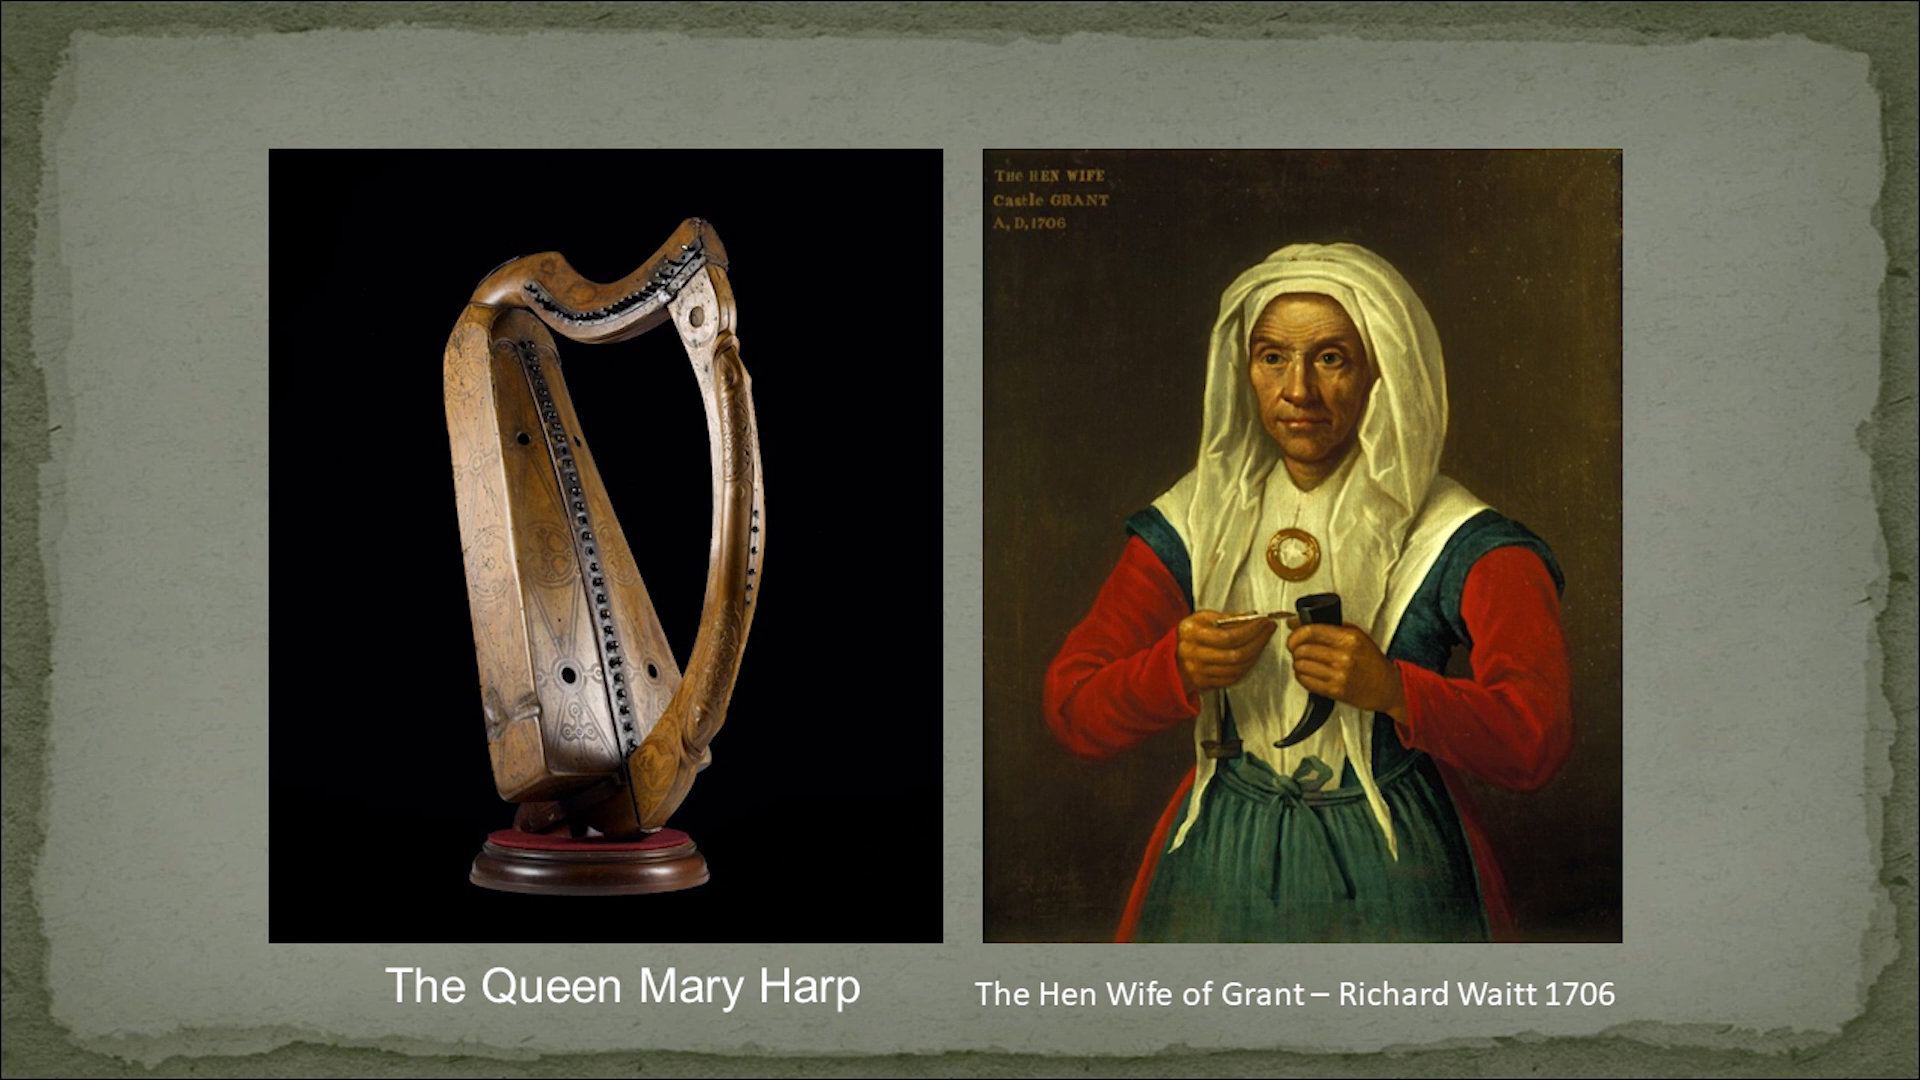 The HEN WIFE
Castle GRANT
A, D, 1706
The Queen Mary Harp
The Hen Wife of Grant – Richard Waitt 1706